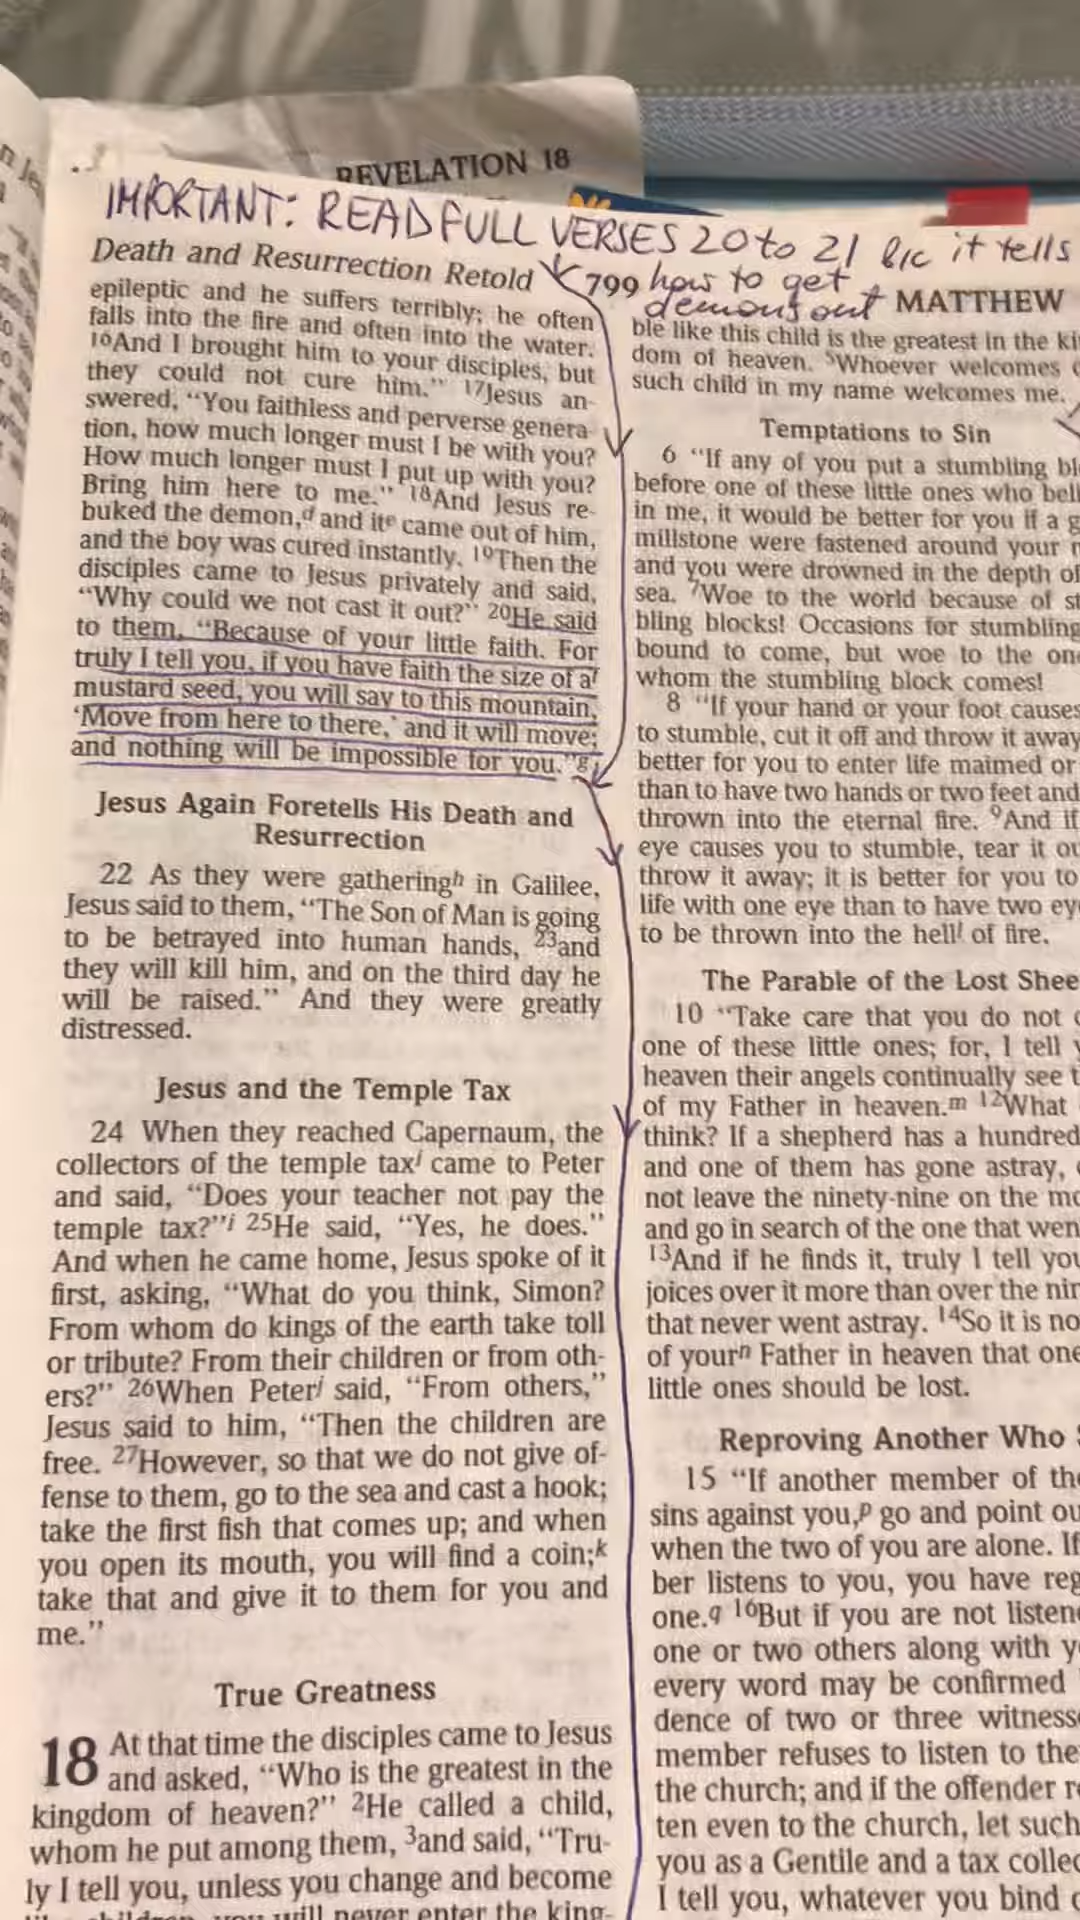 REVELATION 18
IMPORTANT: READ FULL VERSES 20 to 21 b/c it tells
how to get
demons out
Death and Resurrection Retold
799
MATTHEW
epileptic and he suffers terribly; he often
falls into the fire and often into the water.
16And I brought him to your disciples, but
they could not cure him." 17Jesus an-
swered, "You faithless and perverse genera-
tion, how much longer must I be with you?
How much longer must I put up with you?
Bring him here to me." 18And Jesus re-
buked the demon,d and ite came out of him,
and the boy was cured instantly. 19Then the
disciples came to Jesus privately and said,
"Why could we not cast it out?" 20He said
to them, "Because of your little faith. For
truly I tell you, if you have faith the size of af
mustard seed, you will say to this mountain,
'Move from here to there,' and it will move;
and nothing will be impossible for you."g
Jesus Again Foretells His Death and
Resurrection
22 As they were gatheringh in Galilee,
Jesus said to them, "The Son of Man is going
to be betrayed into human hands, 23and
they will kill him, and on the third day he
will be raised." And they were greatly
distressed.
Jesus and the Temple Tax
24 When they reached Capernaum, the
collectors of the temple taxi came to Peter
and said, "Does your teacher not pay the
temple tax?"i 25He said, "Yes, he does."
And when he came home, Jesus spoke of it
first, asking, "What do you think, Simon?
From whom do kings of the earth take toll
or tribute? From their children or from oth-
ers?" 26When Peterj said, "From others,"
Jesus said to him, "Then the children are
free. 27However, so that we do not give of-
fense to them, go to the sea and cast a hook;
take the first fish that comes up; and when
you open its mouth, you will find a coin;k
take that and give it to them for you and
me."
True Greatness
18 At that time the disciples came to Jesus
and asked, "Who is the greatest in the
kingdom of heaven?" 2He called a child,
whom he put among them, 3and said, "Tru-
ly I tell you, unless you change and become
will never enter the king-
ble like this child is the greatest in the ki
dom of heaven. 5Whoever welcomes
such child in my name welcomes me.
Temptations to Sin
6 "If any of you put a stumbling bl
before one of these little ones who bel
in me, it would be better for you if a g
millstone were fastened around your
and you were drowned in the depth of
sea. 7Woe to the world because of st
bling blocks! Occasions for stumbling
bound to come, but woe to the one
whom the stumbling block comes!
8 "If your hand or your foot causes
to stumble, cut it off and throw it away
better for you to enter life maimed or
than to have two hands or two feet and
thrown into the eternal fire. 9And if
eye causes you to stumble, tear it ou
throw it away; it is better for you to
life with one eye than to have two eye
to be thrown into the helll of fire.
The Parable of the Lost Shee
10 "Take care that you do not
one of these little ones; for, I tell
heaven their angels continually see t
of my Father in heaven.m 12What
think? If a shepherd has a hundred
and one of them has gone astray,
not leave the ninety-nine on the mo
and go in search of the one that wen
13And if he finds it, truly I tell you
joices over it more than over the nin
that never went astray. 14So it is no
of yourn Father in heaven that one
little ones should be lost.
Reproving Another Who
15 "If another member of the
sins against you,p go and point ou
when the two of you are alone. If
ber listens to you, you have reg
one.q 16But if you are not listene
one or two others along with y
every word may be confirmed
dence of two or three witnesse
member refuses to listen to the
the church; and if the offender re
ten even to the church, let such
you as a Gentile and a tax collec
I tell you, whatever you bind